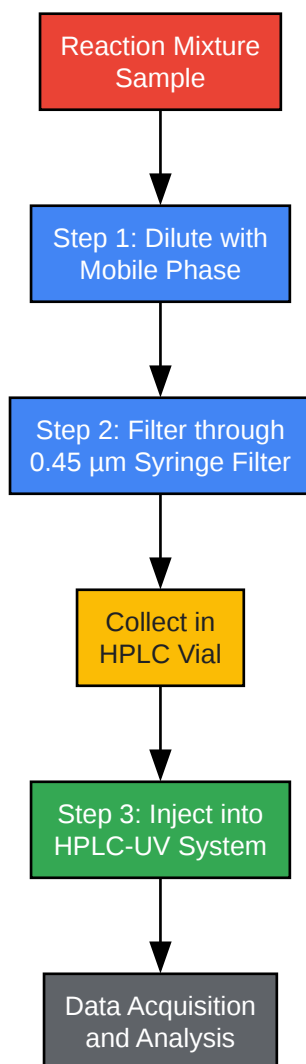 Reaction Mixture
Sample
Step 1: Dilute with
Mobile Phase
Step 2: Filter through
0.45 µm Syringe Filter
Collect in
HPLC Vial
Step 3: Inject into
HPLC-UV System
Data Acquisition
and Analysis